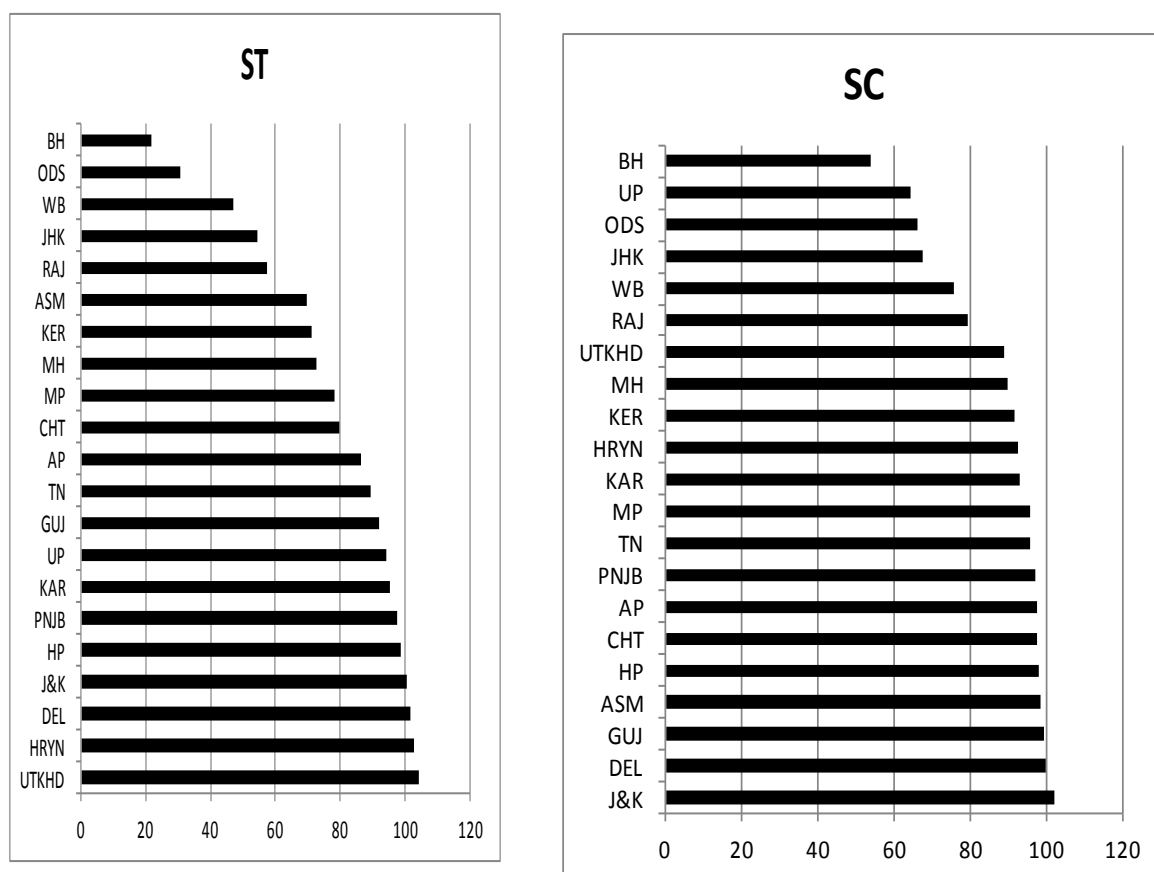 ST
BH
ODS
WB
JHK
RAJ
ASM
KER
MH
MP
CHT
AP
TN
GUJ
UP
KAR
PNJB
HP
J&K
DEL
HRYN
UTKHD
0 20 40 60 80 100 120
SC
BH
UP
ODS
JHK
WB
RAJ
UTKHD
MH
KER
HRYN
KAR
MP
TN
PNJB
AP
CHT
HP
ASM
GUJ
DEL
J&K
0 20 40 60 80 100 120